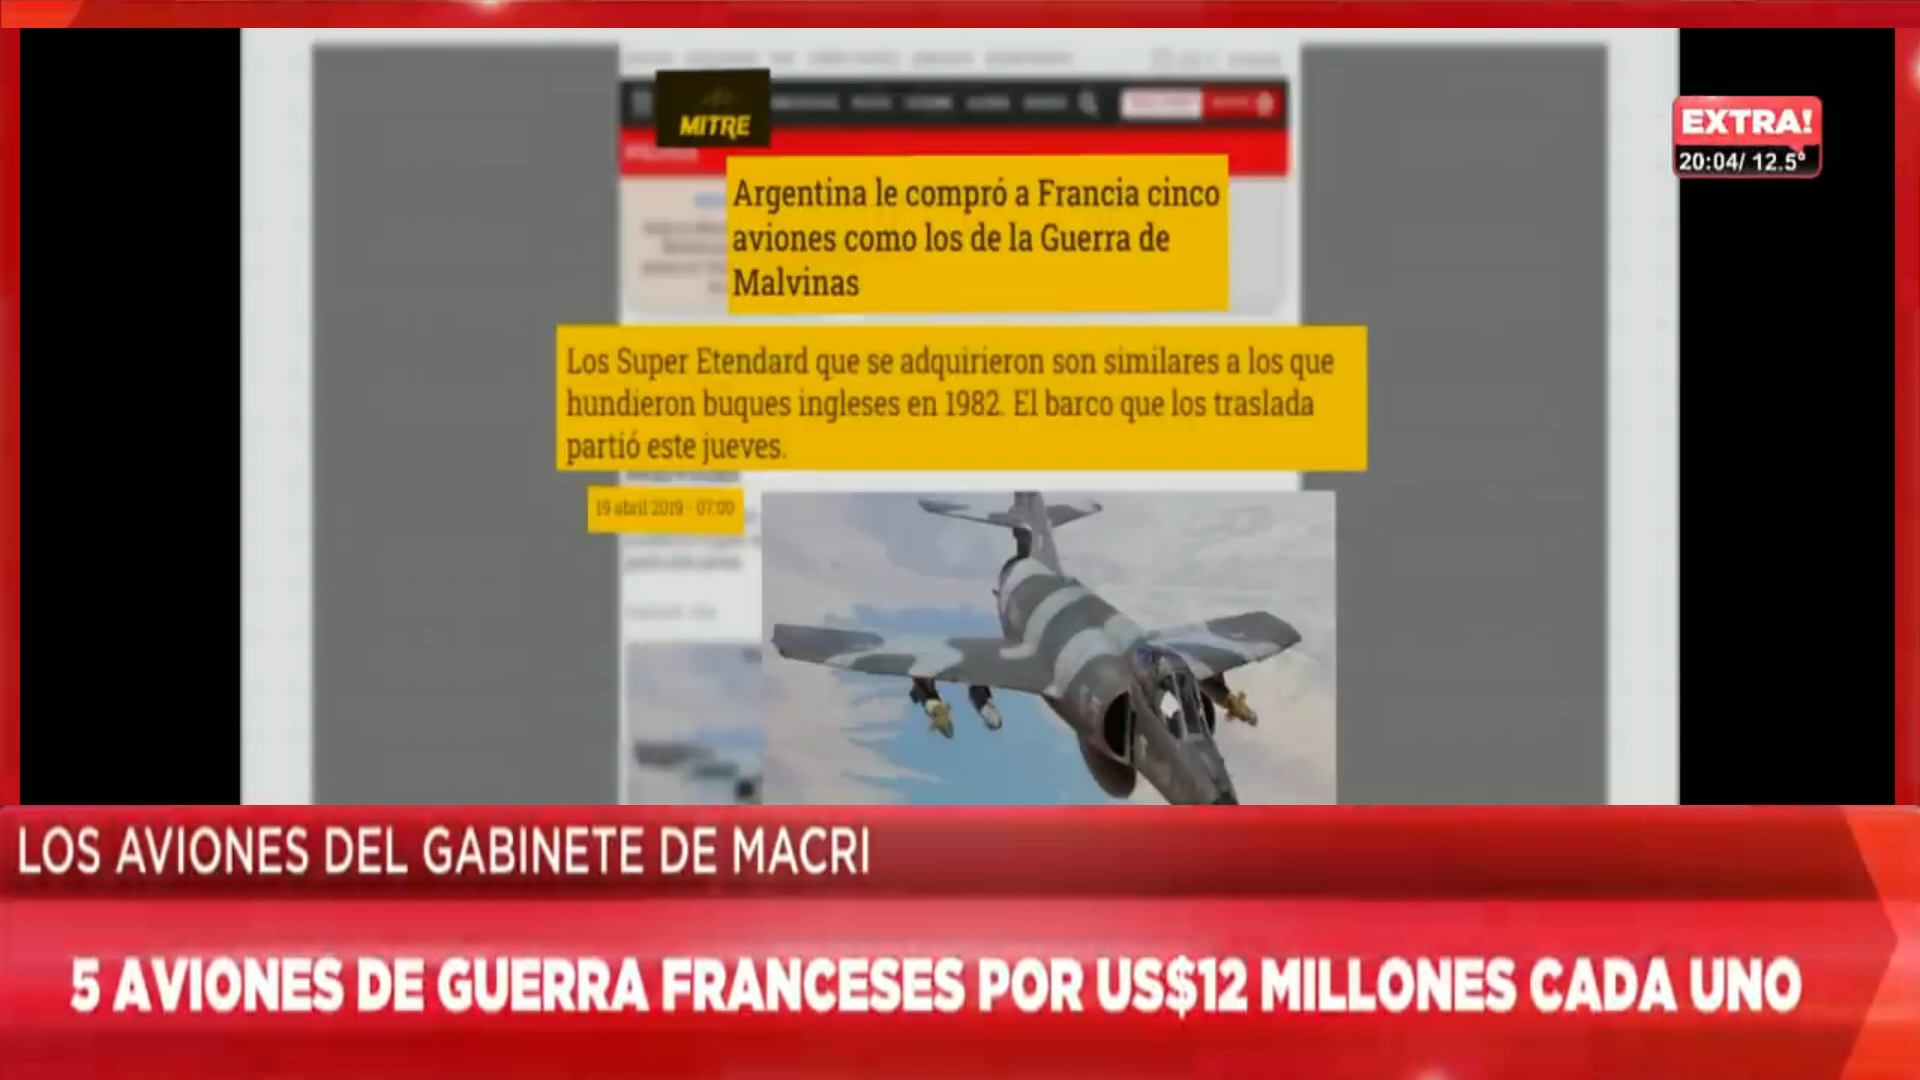 MITRE
EXTRA!
20:04/ 12.5°
Argentina le compró a Francia cinco
aviones como los de la Guerra de
Malvinas
Los Super Etendard que se adquirieron son similares a los que
hundieron buques ingleses en 1982. El barco que los traslada
partió este jueves.
19 abril 2019 - 07:00
LOS AVIONES DEL GABINETE DE MACRI
5 AVIONES DE GUERRA FRANCESES POR US$12 MILLONES CADA UNO